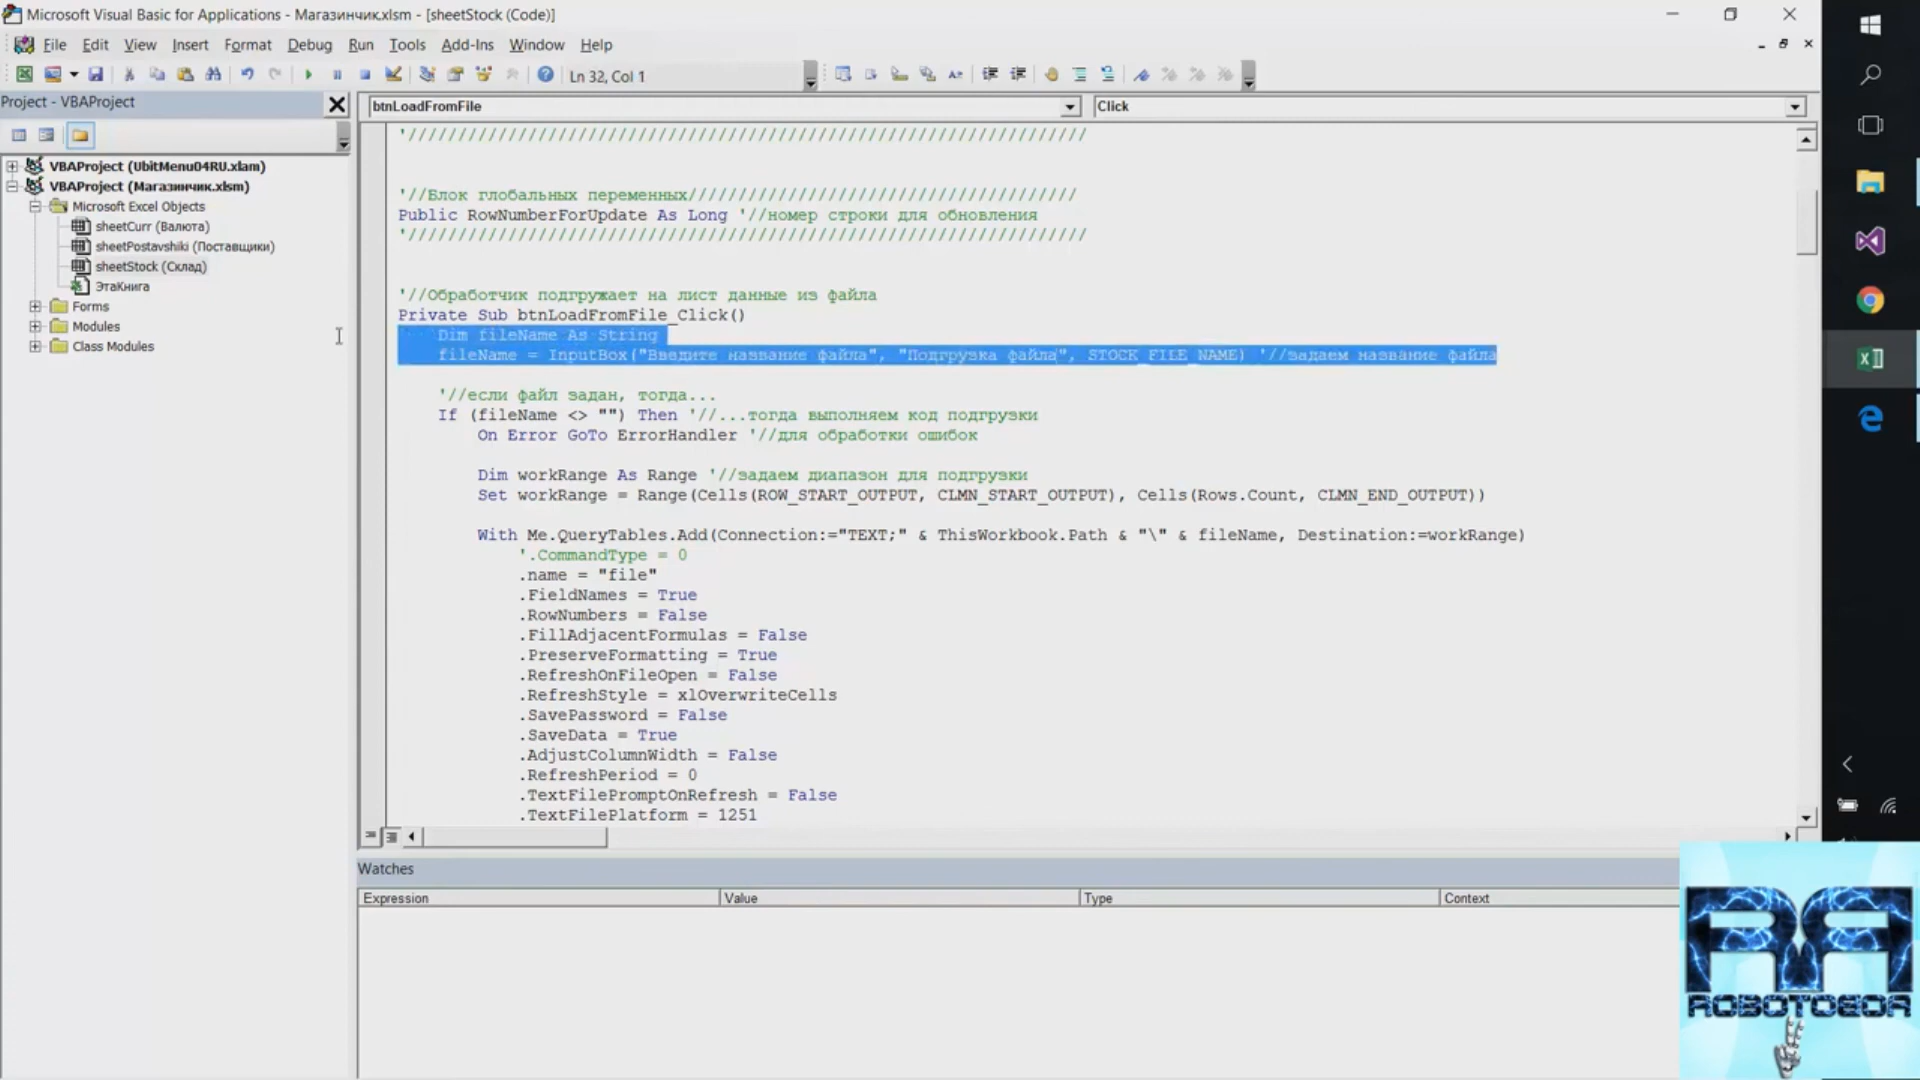 Microsoft Visual Basic for Applications - Магазинчик.xlsm - [sheetStock (Code)]
File Edit View Insert Format Debug Run Tools Add-Ins Window Help
Ln 32, Col 1
Project - VBAProject
btnLoadFromFile
Click
VBAProject (UbitMenu04RU.xlam)
VBAProject (Магазинчик.xlsm)
Microsoft Excel Objects
sheetCurr (Валюта)
sheetPostavshiki (Поставщики)
sheetStock (Склад)
ЭтаКнига
Forms
Modules
Class Modules
'////////////////////////////////////////////////////////////////////
'//Блок глобальных переменных///////////////////////////////////////
Public RowNumberForUpdate As Long '//номер строки для обновления
'////////////////////////////////////////////////////////////////////
'//Обработчик подгружает на лист данные из файла
Private Sub btnLoadFromFile_Click()
Dim fileName As String
fileName = InputBox("Введите название файла", "Подгрузка файла", STOCK_FILE_NAME) '//задаем название файла
'//если файл задан, тогда...
If (fileName <> "") Then '//...тогда выполняем код подгрузки
On Error GoTo ErrorHandler '//для обработки ошибок
Dim workRange As Range '//задаем диапазон для подгрузки
Set workRange = Range(Cells(ROW_START_OUTPUT, CLMN_START_OUTPUT), Cells(Rows.Count, CLMN_END_OUTPUT))
With Me.QueryTables.Add(Connection:="TEXT;" & ThisWorkbook.Path & "\" & fileName, Destination:=workRange)
'.CommandType = 0
.name = "file"
.FieldNames = True
.RowNumbers = False
.FillAdjacentFormulas = False
.PreserveFormatting = True
.RefreshOnFileOpen = False
.RefreshStyle = xlOverwriteCells
.SavePassword = False
.SaveData = True
.AdjustColumnWidth = False
.RefreshPeriod = 0
.TextFilePromptOnRefresh = False
.TextFilePlatform = 1251
Watches
Expression Value Type Context